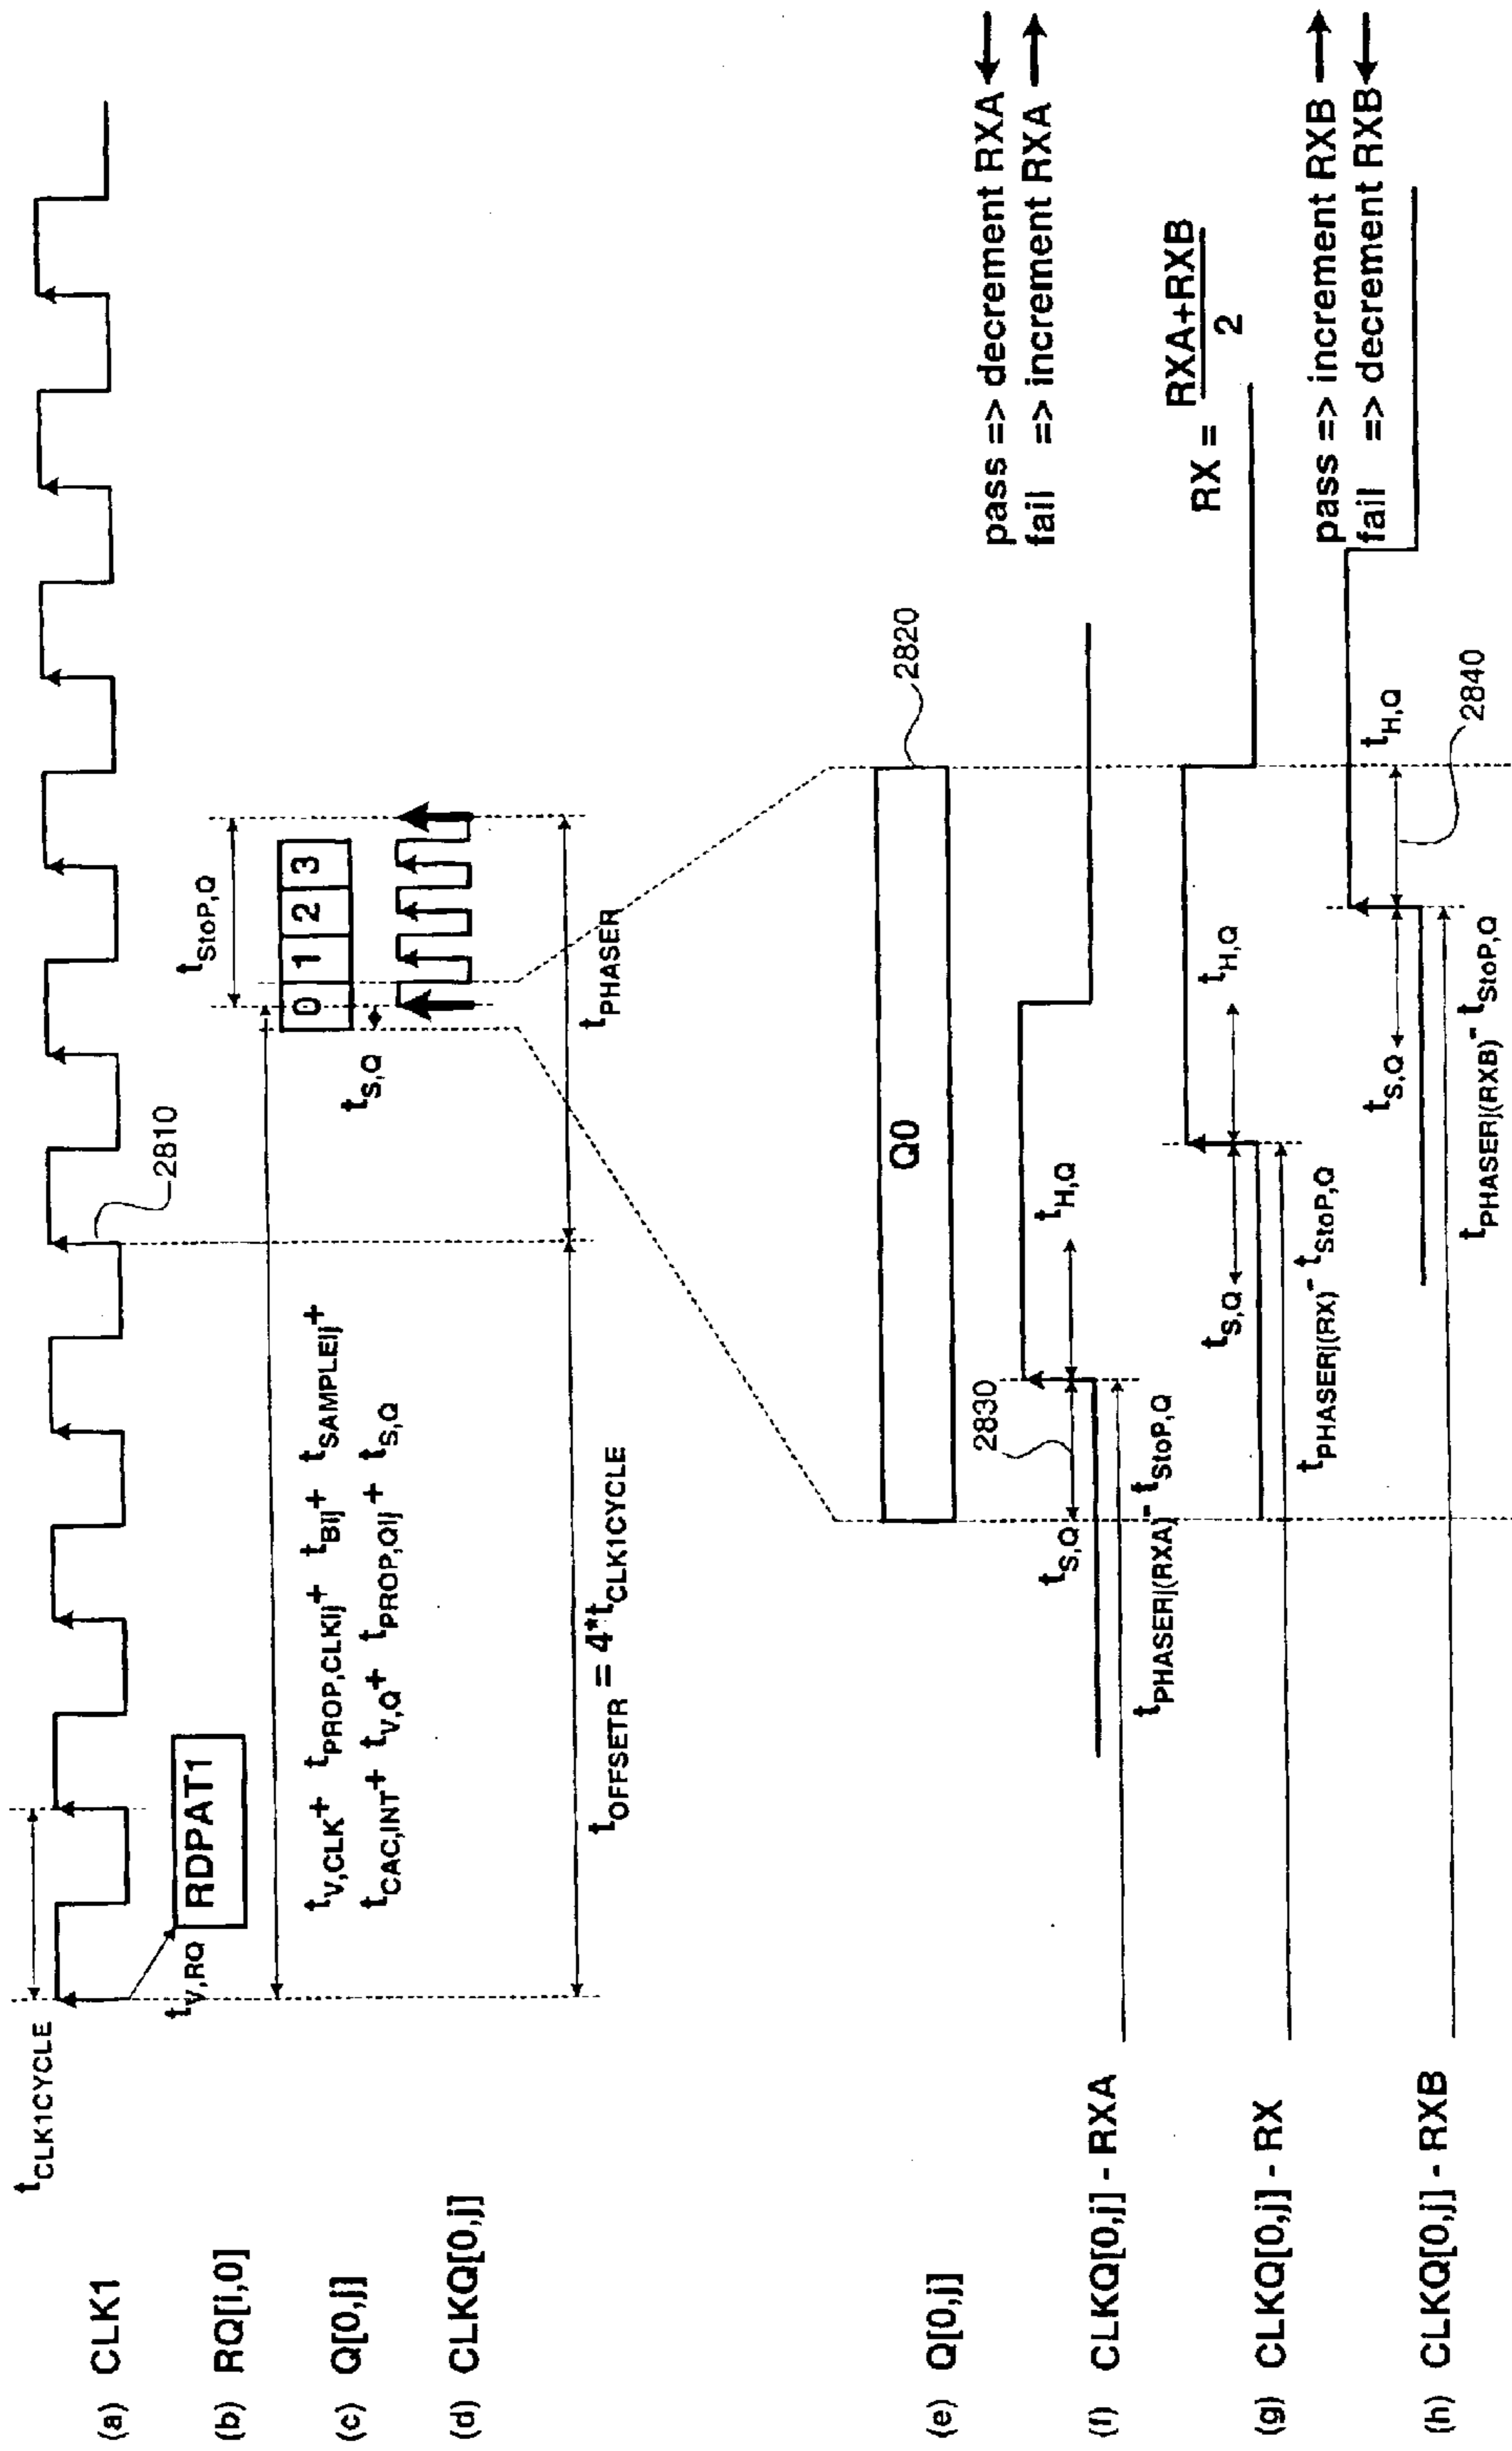 (a) CLK1
t_CLK1CYCLE
2810
(b) RQ[i,0]
t_V,RQ
RDPAT1
t_StoP,Q
(c) Q[0,j]
t_V,CLK + t_PROP,CLKIj + t_BIj + t_SAMPLEIj +
t_CAC,INT + t_V,Q + t_PROP,QIj + t_S,Q
0 1 2 3
t_S,Q
(d) CLKQ[0,j]
t_OFFSETR = 4*t_CLK1CYCLE
t_PHASER
(e) Q[0,j]
Q0
2820
pass => decrement RXA
fail => increment RXA
(f) CLKQ[0,j] - RXA
2830
t_S,Q
t_H,Q
t_PHASERj(RXA) - t_StoP,Q
RX = RXA+RXB
2
(g) CLKQ[0,j] - RX
t_S,Q
t_H,Q
t_PHASERj(RX) - t_StoP,Q
pass => increment RXB
fail => decrement RXB
(h) CLKQ[0,j] - RXB
t_S,Q
t_H,Q
2840
t_PHASERj(RXB) - t_StoP,Q